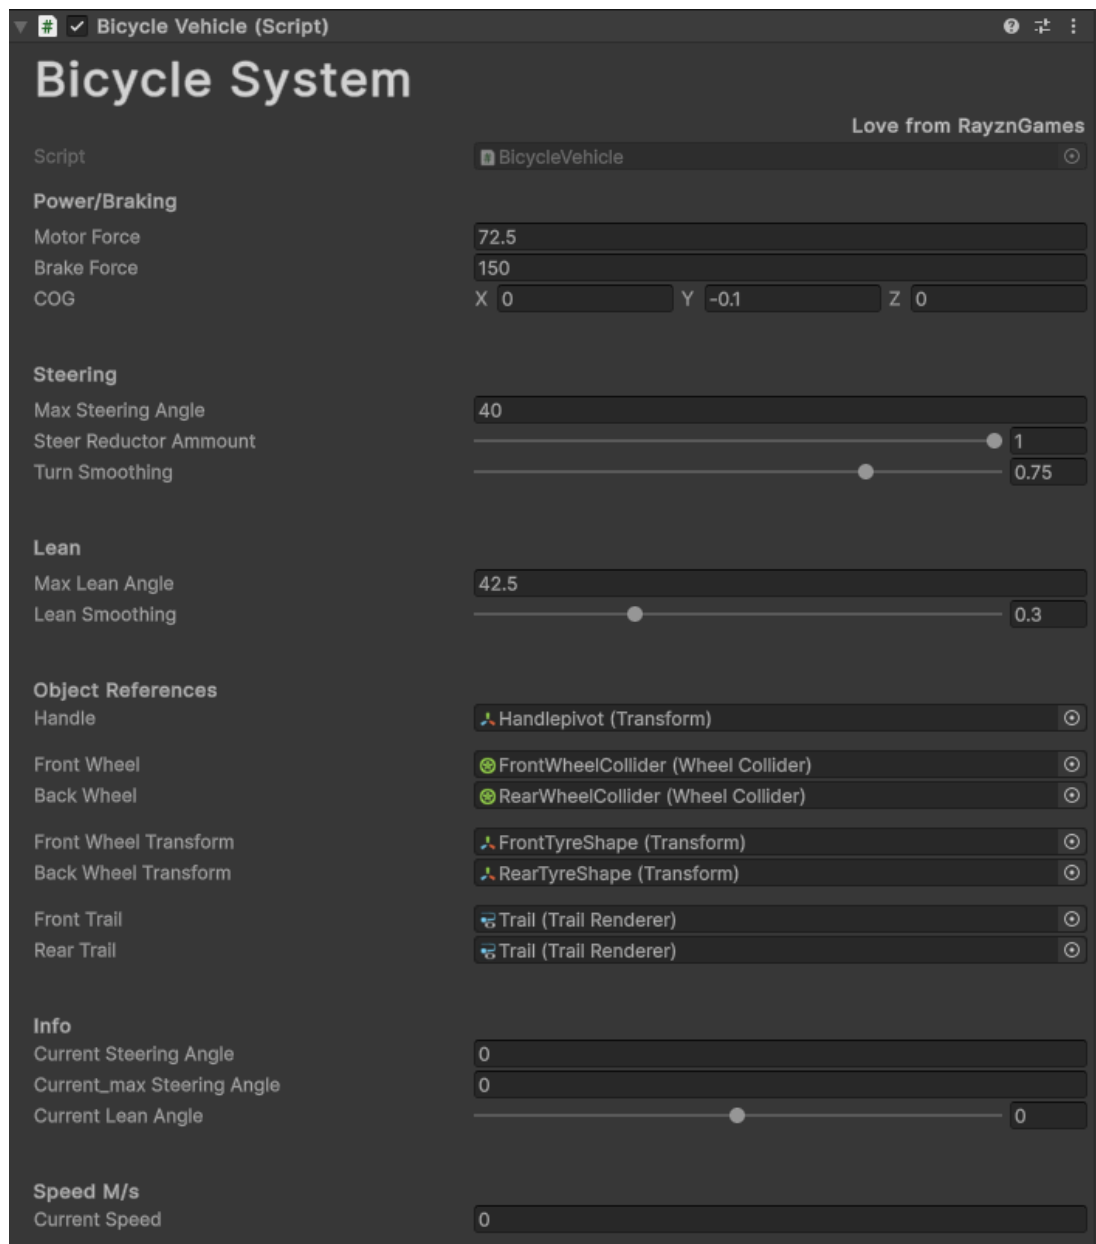 Bicycle Vehicle (Script)
Bicycle System
Love from RayznGames
Script BicycleVehicle
Power/Braking
Motor Force 72.5
Brake Force 150
COG X 0 Y -0.1 Z 0
Steering
Max Steering Angle 40
Steer Reductor Ammount 1
Turn Smoothing 0.75
Lean
Max Lean Angle 42.5
Lean Smoothing 0.3
Object References
Handle Handlepivot (Transform)
Front Wheel FrontWheelCollider (Wheel Collider)
Back Wheel RearWheelCollider (Wheel Collider)
Front Wheel Transform FrontTyreShape (Transform)
Back Wheel Transform RearTyreShape (Transform)
Front Trail Trail (Trail Renderer)
Rear Trail Trail (Trail Renderer)
Info
Current Steering Angle 0
Current_max Steering Angle 0
Current Lean Angle 0
Speed M/s
Current Speed 0